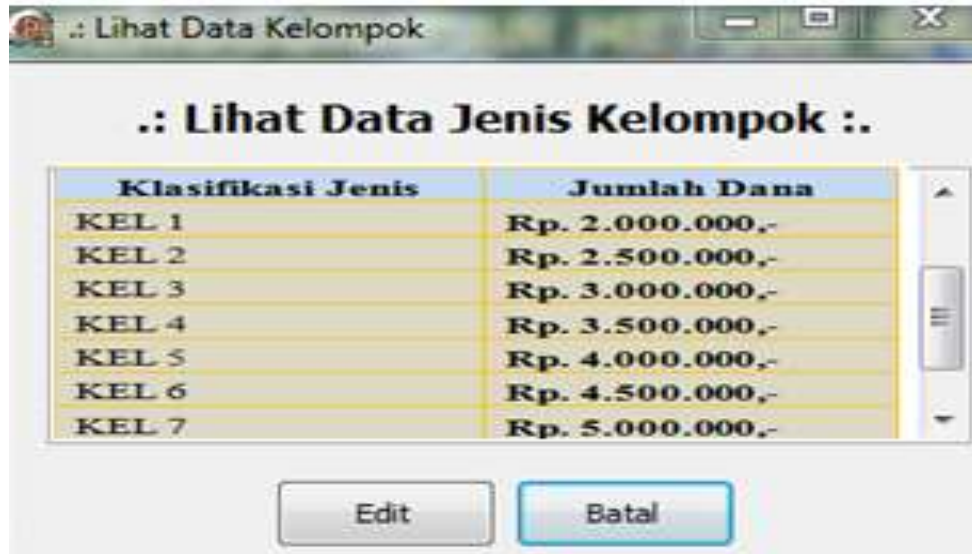 .: Lihat Data Kelompok
.: Lihat Data Jenis Kelompok :.
Klasifikasi Jenis Jumlah Dana
KEL 1 Rp. 2.000.000,-
KEL 2 Rp. 2.500.000,-
KEL 3 Rp. 3.000.000,-
KEL 4 Rp. 3.500.000,-
KEL 5 Rp. 4.000.000,-
KEL 6 Rp. 4.500.000,-
KEL 7 Rp. 5.000.000,-
Edit Batal